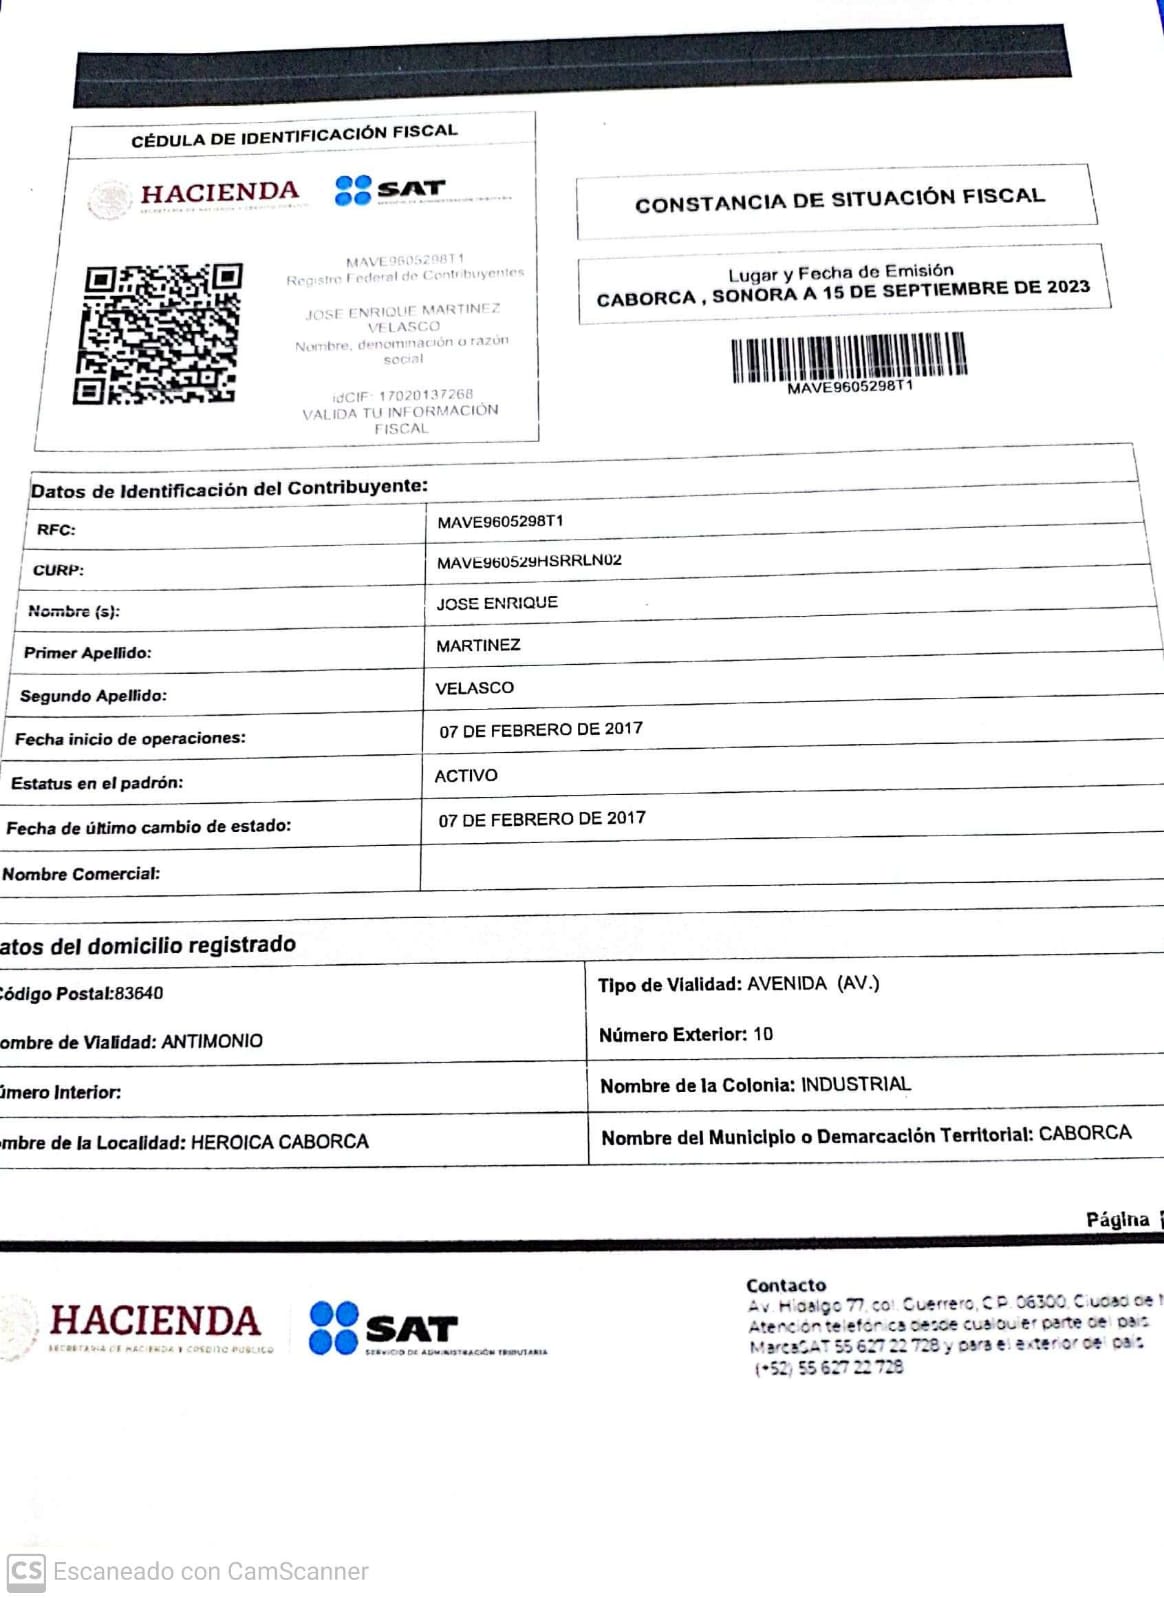 CÉDULA DE IDENTIFICACIÓN FISCAL
HACIENDA
SECRETARÍA DE HACIENDA Y CRÉDITO PÚBLICO
SAT
SERVICIO DE ADMINISTRACIÓN TRIBUTARIA
MAVE9605298T1
Registro Federal de Contribuyentes
JOSE ENRIQUE MARTINEZ
VELASCO
Nombre, denominación o razón
social
idCIF: 17020137268
VALIDA TU INFORMACIÓN
FISCAL
CONSTANCIA DE SITUACIÓN FISCAL
Lugar y Fecha de Emisión
CABORCA , SONORA A 15 DE SEPTIEMBRE DE 2023
MAVE9605298T1
Datos de Identificación del Contribuyente:
RFC: MAVE9605298T1
CURP: MAVE960529HSRRLN02
Nombre (s): JOSE ENRIQUE
Primer Apellido: MARTINEZ
Segundo Apellido: VELASCO
Fecha inicio de operaciones: 07 DE FEBRERO DE 2017
Estatus en el padrón: ACTIVO
Fecha de último cambio de estado: 07 DE FEBRERO DE 2017
Nombre Comercial:
atos del domicilio registrado
Código Postal:83640 Tipo de Vialidad: AVENIDA (AV.)
ombre de Vialidad: ANTIMONIO Número Exterior: 10
úmero Interior: Nombre de la Colonia: INDUSTRIAL
mbre de la Localidad: HEROICA CABORCA Nombre del Municipio o Demarcación Territorial: CABORCA
Página
HACIENDA
SECRETARÍA DE HACIENDA Y CRÉDITO PÚBLICO
SAT
SERVICIO DE ADMINISTRACIÓN TRIBUTARIA
Contacto
Av. Hidalgo 77, col. Guerrero, C.P. 06300, Ciudad de
Atención telefónica desde cualquier parte del país
MarcaSAT 55 627 22 728 y para el exterior del país
(+52) 55 627 22 728
CS Escaneado con CamScanner